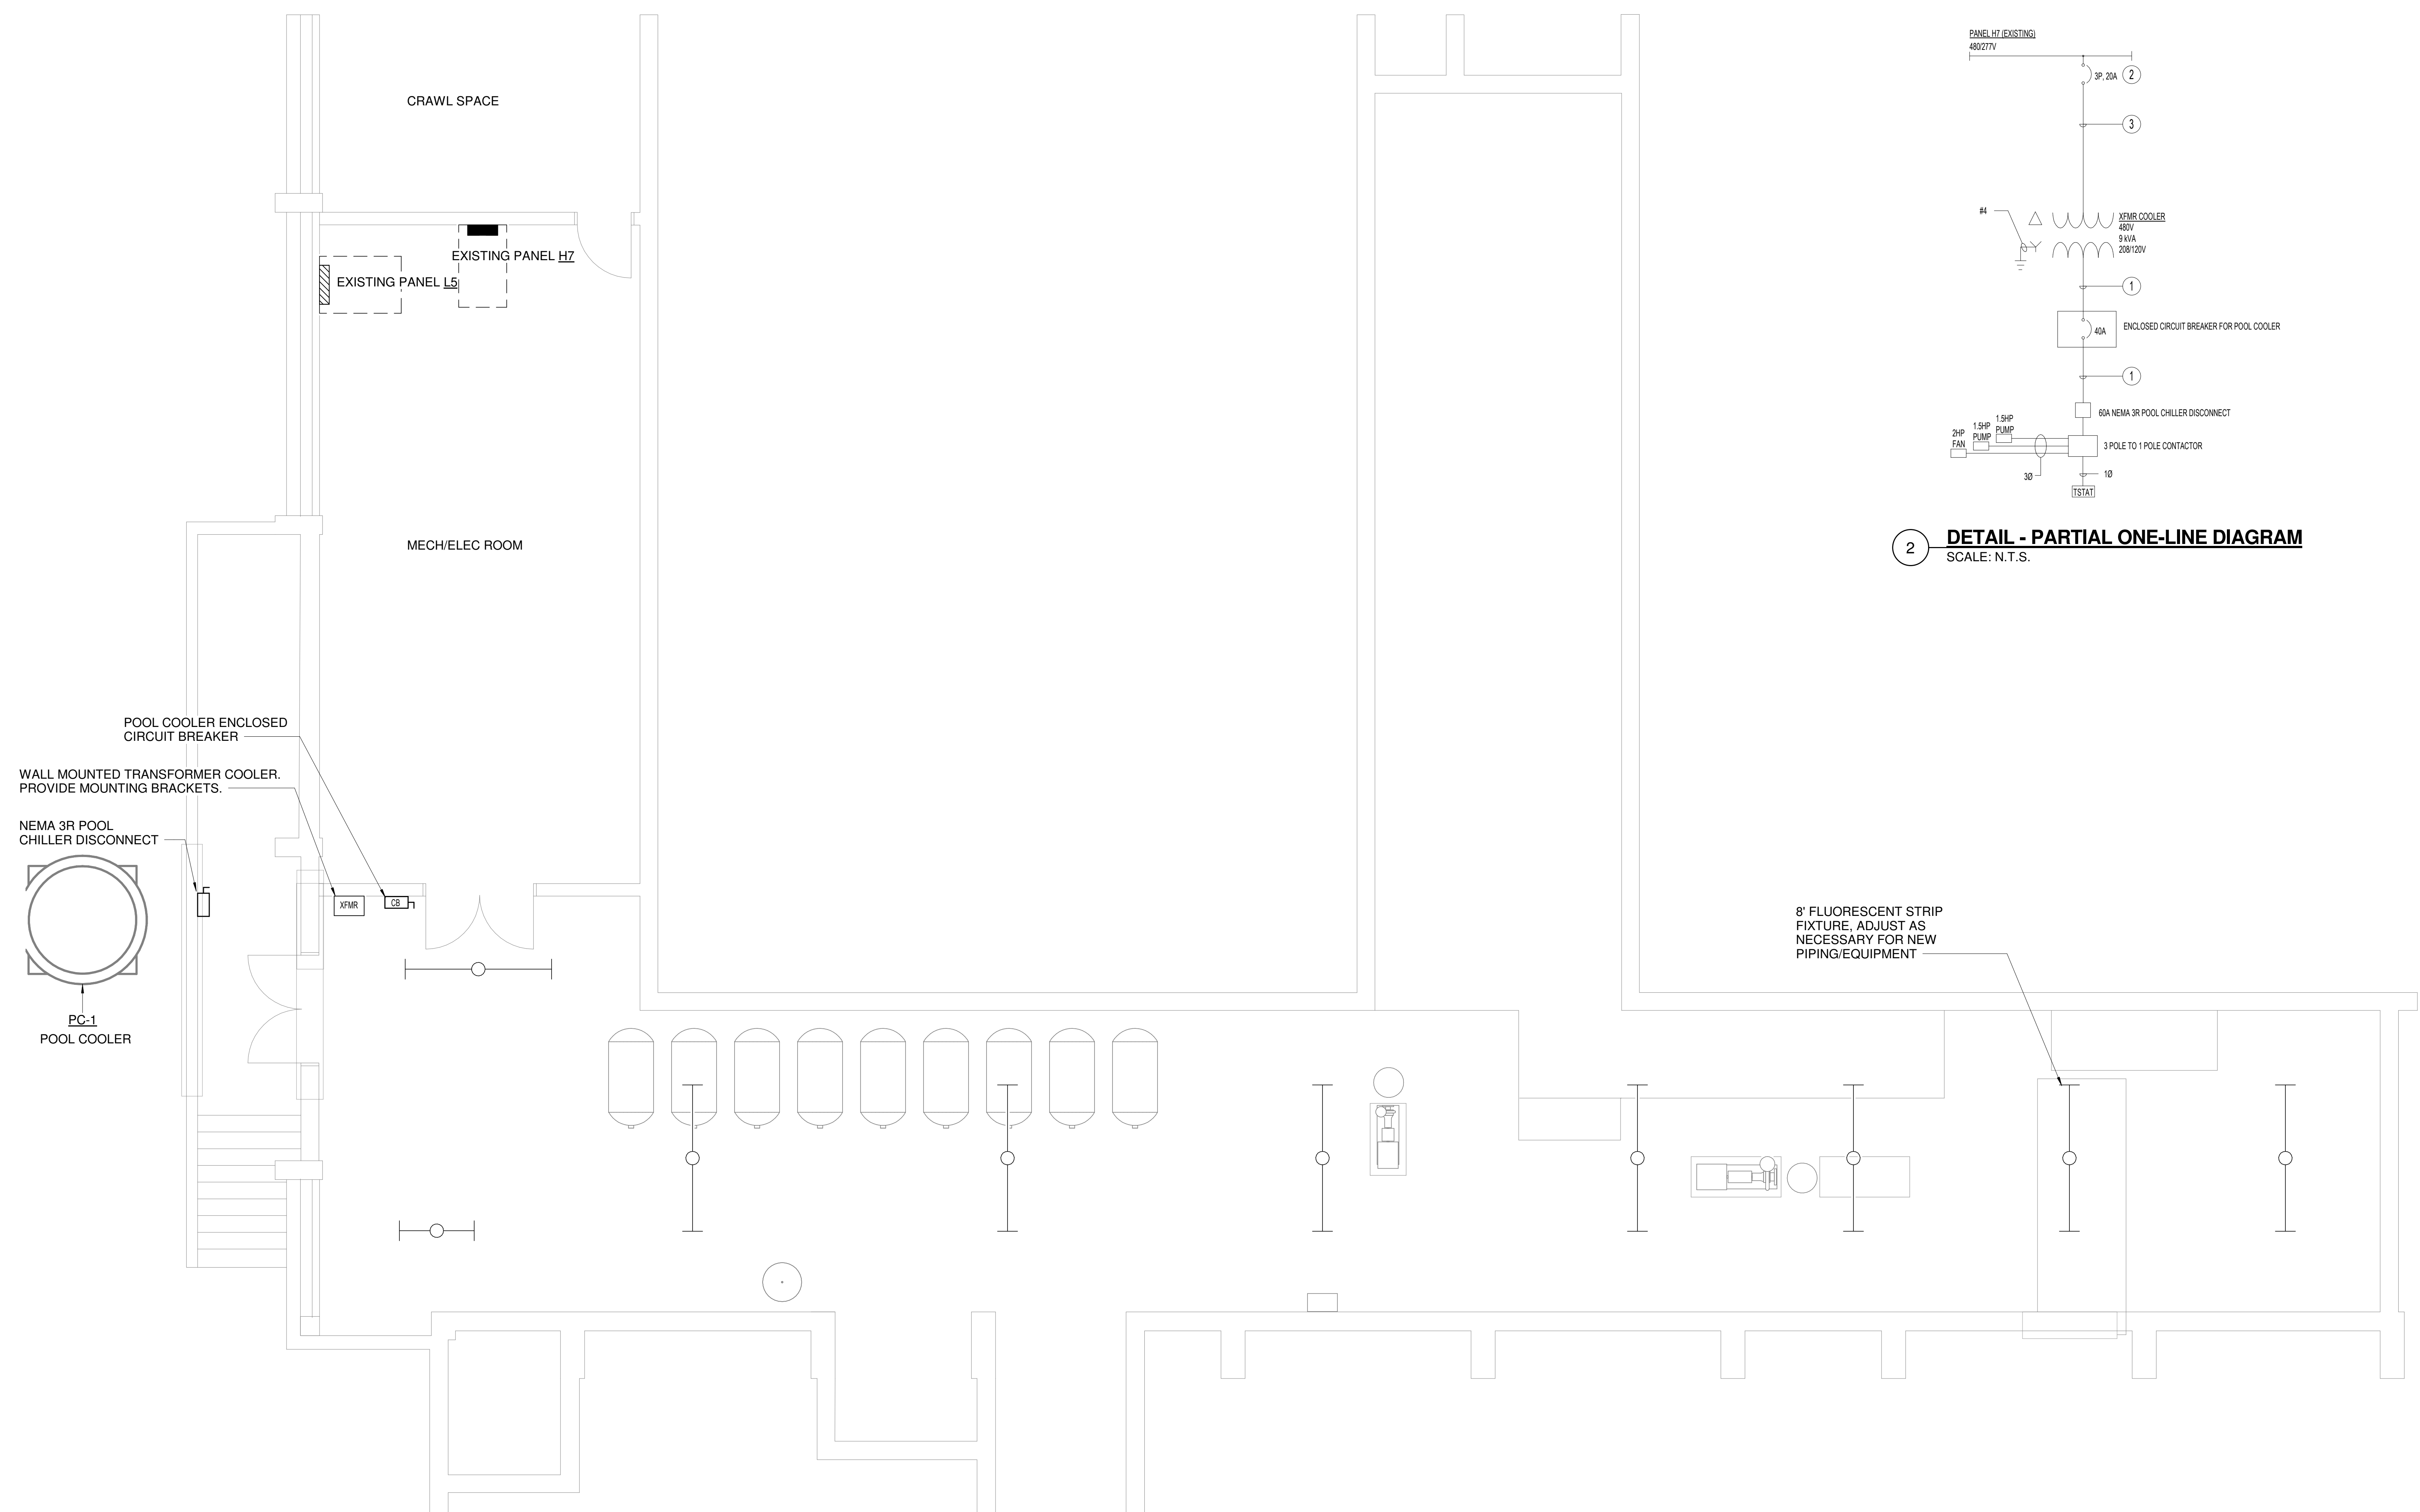 CRAWL SPACE
EXISTING PANEL H7
EXISTING PANEL L5
MECH/ELEC ROOM
POOL COOLER ENCLOSED
CIRCUIT BREAKER
WALL MOUNTED TRANSFORMER COOLER.
PROVIDE MOUNTING BRACKETS.
NEMA 3R POOL
CHILLER DISCONNECT
XFMR
CB
PC-1
POOL COOLER
8' FLUORESCENT STRIP
FIXTURE, ADJUST AS
NECESSARY FOR NEW
PIPING/EQUIPMENT
PANEL H7 (EXISTING)
480/277V
3P, 20A
2
3
#4
XFMR COOLER
480V
9 kVA
208/120V
1
40A
ENCLOSED CIRCUIT BREAKER FOR POOL COOLER
1
60A NEMA 3R POOL CHILLER DISCONNECT
1.5HP
PUMP
1.5HP
PUMP
2HP
FAN
3 POLE TO 1 POLE CONTACTOR
3Ø
1Ø
TSTAT
2
DETAIL - PARTIAL ONE-LINE DIAGRAM
SCALE: N.T.S.